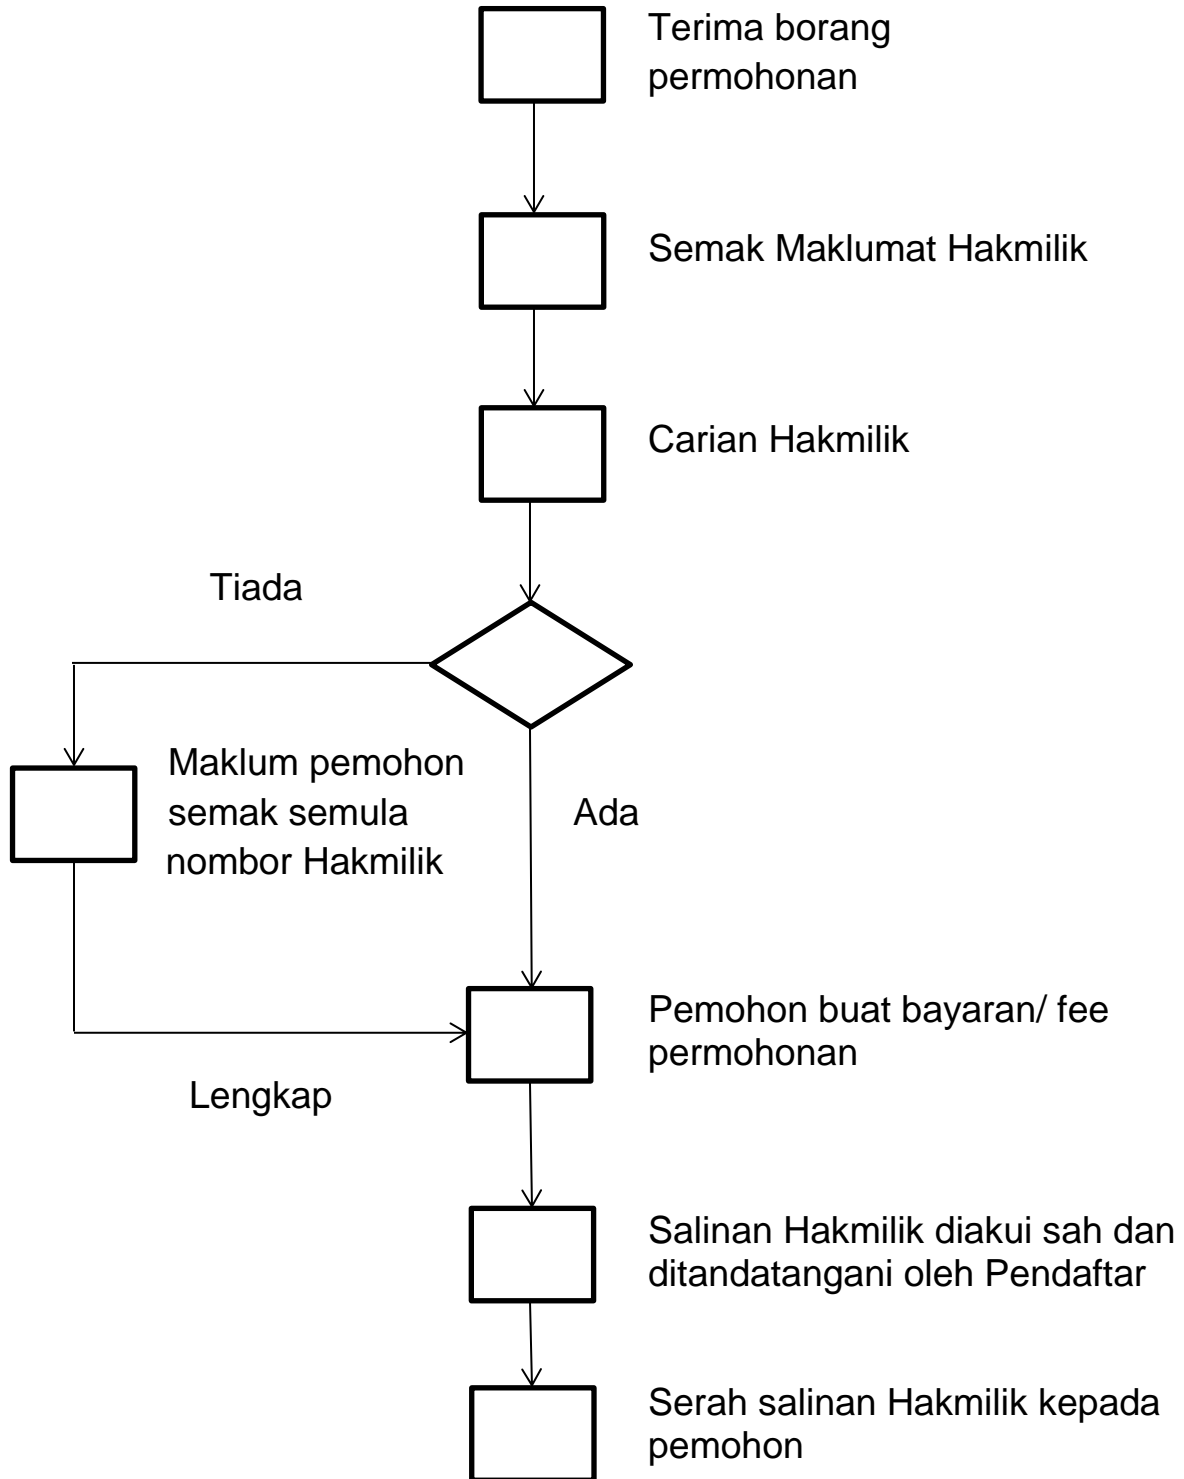 Terima borang
permohonan
Semak Maklumat Hakmilik
Carian Hakmilik
Tiada
Maklum pemohon
semak semula
nombor Hakmilik
Ada
Pemohon buat bayaran/ fee
permohonan
Lengkap
Salinan Hakmilik diakui sah dan
ditandatangani oleh Pendaftar
Serah salinan Hakmilik kepada
pemohon